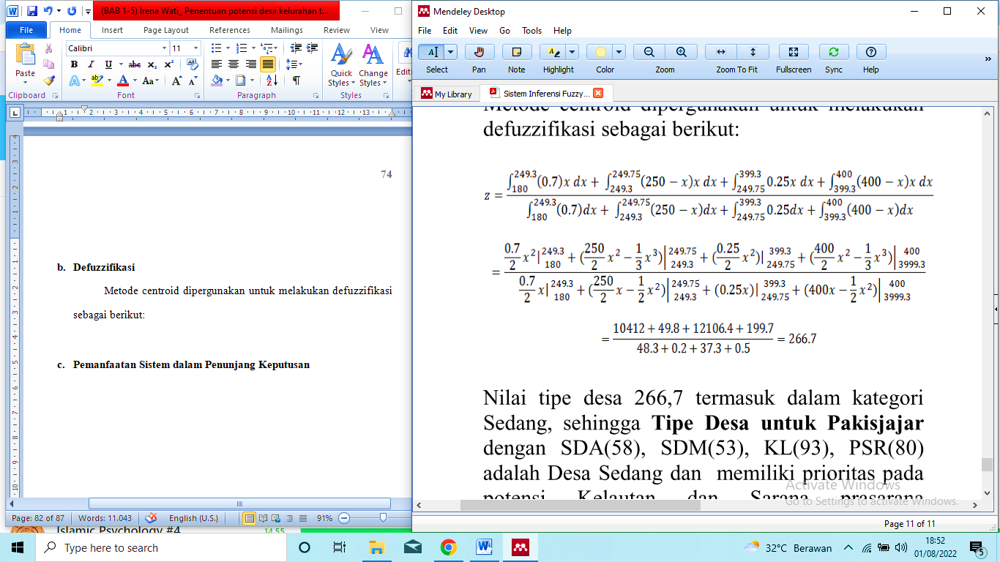 (BAB 1-5) Irena Wati_ Penentuan potensi desa kelurahan t...
File Home Insert Page Layout References Mailings Review View
Calibri 11
Paste
B I U abc x₂ x²
Quick Styles
Change Styles
Editi
Clipboard Font Paragraph Styles
74
b. Defuzzifikasi
Metode centroid dipergunakan untuk melakukan defuzzifikasi
sebagai berikut:
c. Pemanfaatan Sistem dalam Penunjang Keputusan
Page: 82 of 87 Words: 11.043 English (U.S.) 91%
Islamic Psychology #4 14.55
Mendeley Desktop
File Edit View Go Tools Help
Select Pan Note Highlight Color Zoom Zoom To Fit Fullscreen Sync Help
My Library Sistem Inferensi Fuzzy...
Metode centroid dipergunakan untuk melakukan
defuzzifikasi sebagai berikut:
z = \frac{\int_{180}^{249.3}(0.7)x dx + \int_{249.3}^{249.75}(250 − x)x dx + \int_{249.75}^{399.3} 0.25x dx + \int_{399.3}^{400}(400 − x)x dx}{\int_{180}^{249.3}(0.7)dx + \int_{249.3}^{249.75}(250 − x)dx + \int_{249.75}^{399.3} 0.25dx + \int_{399.3}^{400}(400 − x)dx}
= \frac{\frac{0.7}{2}x^2|_{180}^{249.3} + (\frac{250}{2}x^2 − \frac{1}{3}x^3)|_{249.3}^{249.75} + (\frac{0.25}{2}x^2)|_{249.75}^{399.3} + (\frac{400}{2}x^2 − \frac{1}{3}x^3)|_{3999.3}^{400}}{\frac{0.7}{2}x|_{180}^{249.3} + (\frac{250}{2}x − \frac{1}{2}x^2)|_{249.3}^{249.75} + (0.25x)|_{249.75}^{399.3} + (400x − \frac{1}{2}x^2)|_{3999.3}^{400}}
= \frac{10412 + 49.8 + 12106.4 + 199.7}{48.3 + 0.2 + 37.3 + 0.5} = 266.7
Nilai tipe desa 266,7 termasuk dalam kategori
Sedang, sehingga Tipe Desa untuk Pakisjajar
dengan SDA(58), SDM(53), KL(93), PSR(80)
adalah Desa Sedang dan memiliki prioritas pada
potensi Kelautan dan Sarana prasarana
Activate Windows
Go to Settings to activate Windows.
Page 11 of 11
Type here to search
32°C Berawan
18:52
01/08/2022
5